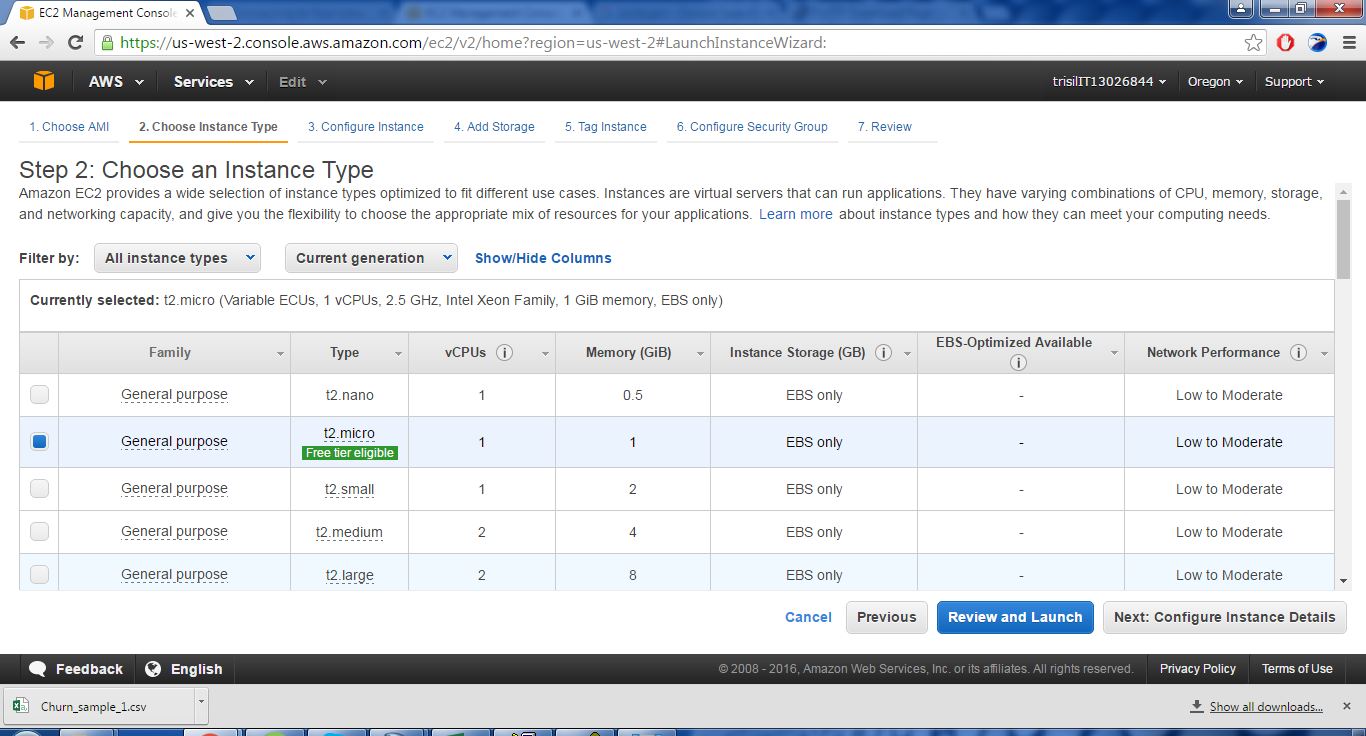 EC2 Management Console
https://us-west-2.console.aws.amazon.com/ec2/v2/home?region=us-west-2#LaunchInstanceWizard:
AWS Services Edit trisilIT13026844 Oregon Support
1. Choose AMI 2. Choose Instance Type 3. Configure Instance 4. Add Storage 5. Tag Instance 6. Configure Security Group 7. Review
Step 2: Choose an Instance Type
Amazon EC2 provides a wide selection of instance types optimized to fit different use cases. Instances are virtual servers that can run applications. They have varying combinations of CPU, memory, storage,
and networking capacity, and give you the flexibility to choose the appropriate mix of resources for your applications. Learn more about instance types and how they can meet your computing needs.
Filter by: All instance types Current generation Show/Hide Columns
Currently selected: t2.micro (Variable ECUs, 1 vCPUs, 2.5 GHz, Intel Xeon Family, 1 GiB memory, EBS only)
Family Type vCPUs Memory (GiB) Instance Storage (GB) EBS-Optimized Available Network Performance
General purpose t2.nano 1 0.5 EBS only - Low to Moderate
General purpose t2.micro 1 1 EBS only - Low to Moderate
Free tier eligible
General purpose t2.small 1 2 EBS only - Low to Moderate
General purpose t2.medium 2 4 EBS only - Low to Moderate
General purpose t2.large 2 8 EBS only - Low to Moderate
Cancel Previous Review and Launch Next: Configure Instance Details
Feedback English © 2008 - 2016, Amazon Web Services, Inc. or its affiliates. All rights reserved. Privacy Policy Terms of Use
Churn_sample_1.csv Show all downloads...